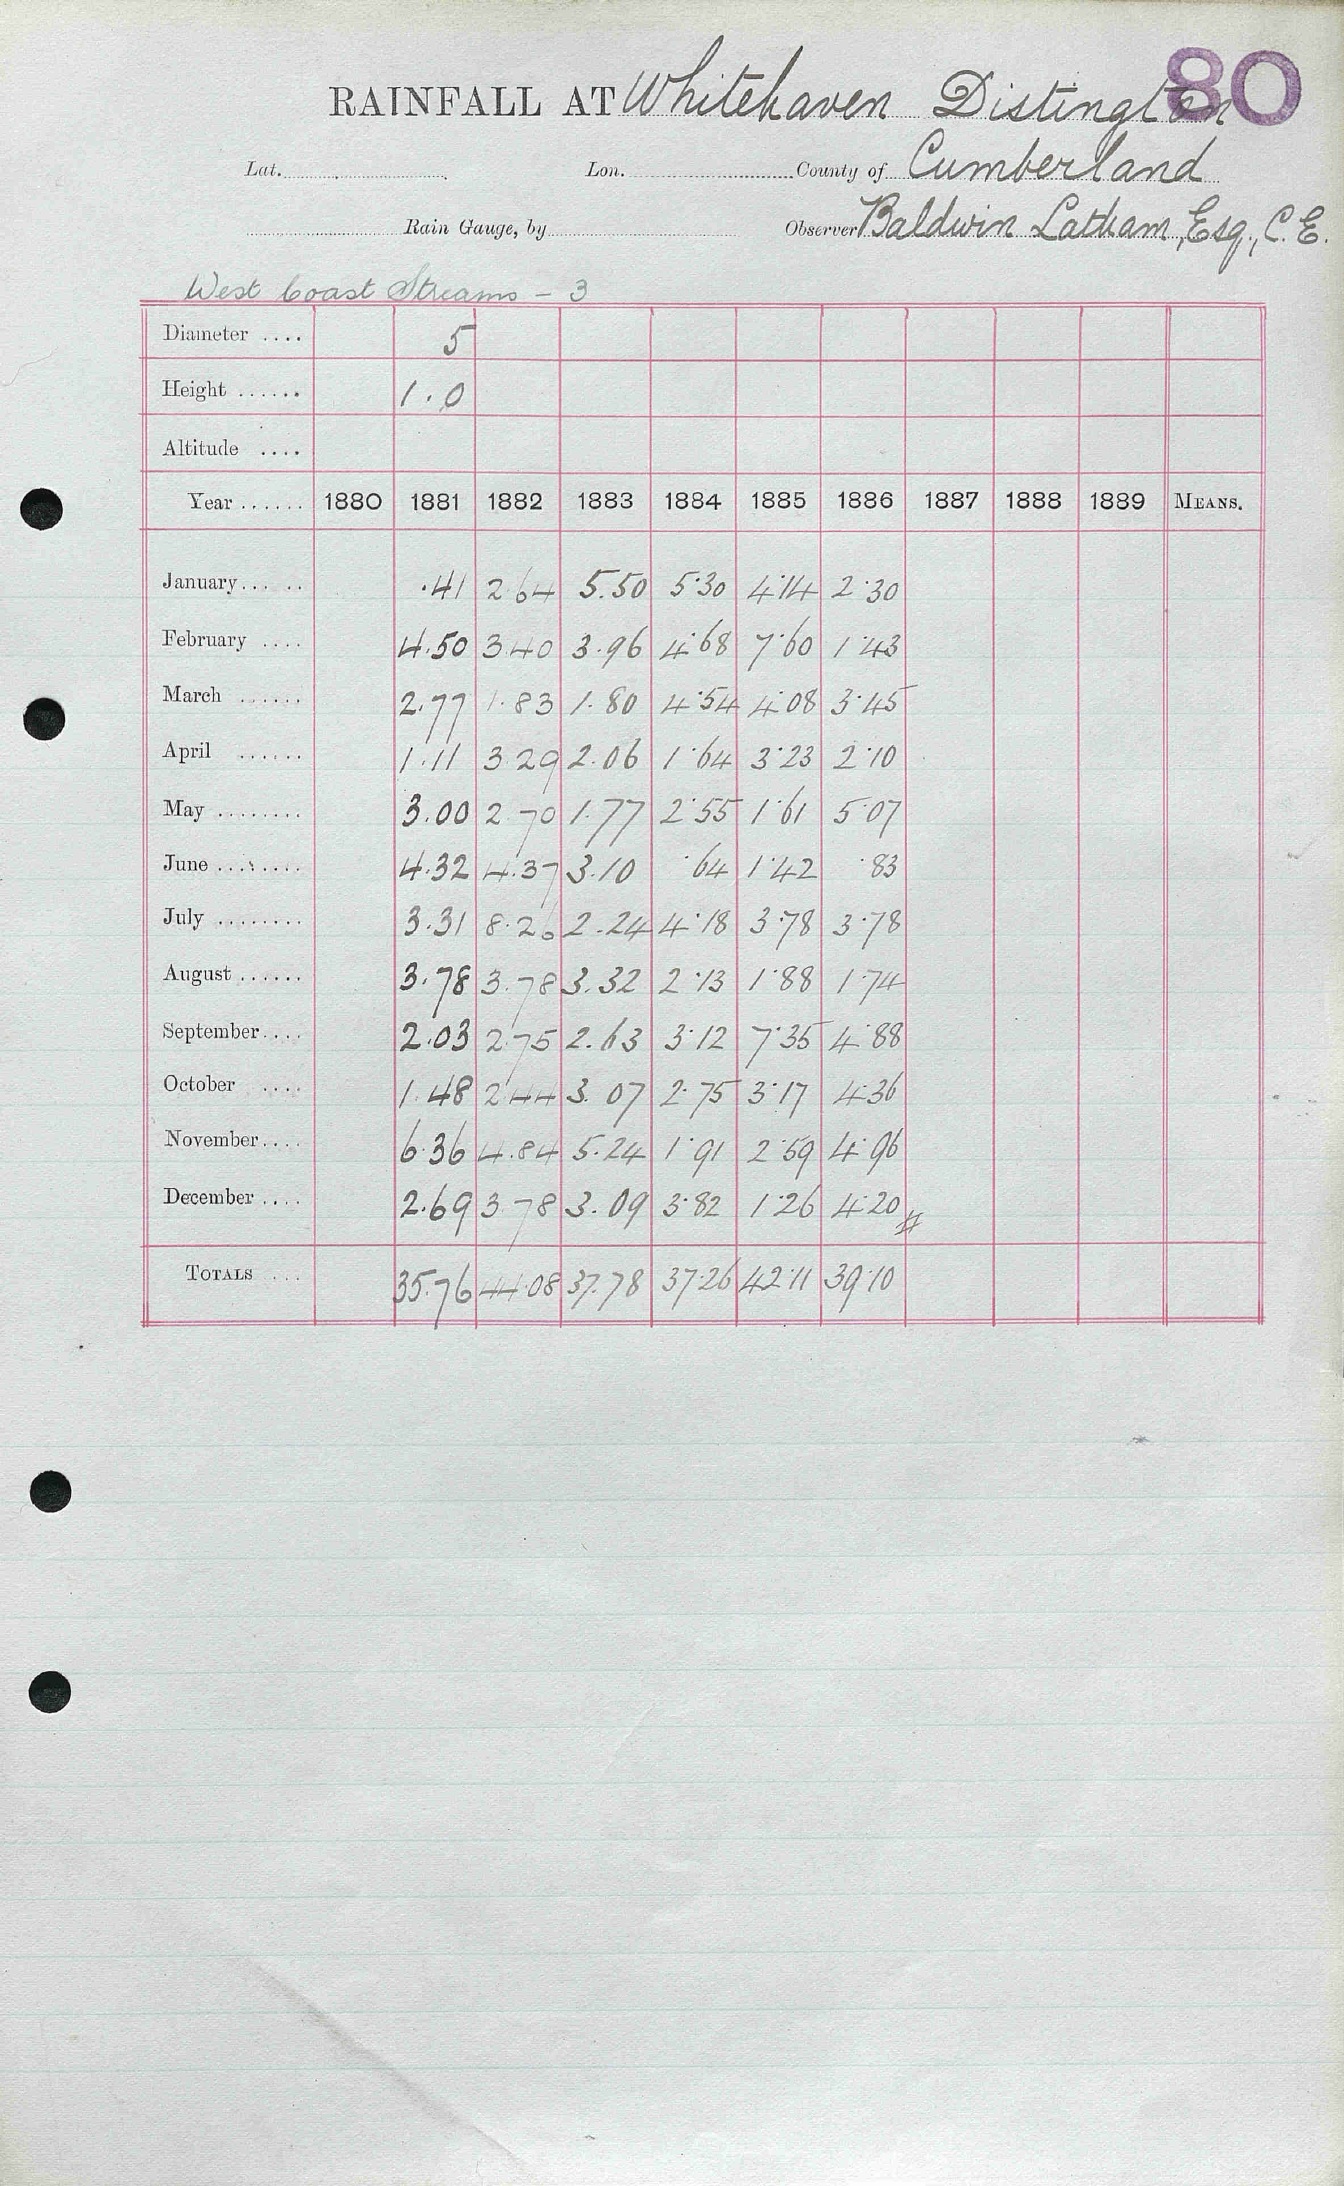 80
RAINFALL AT Whitehaven Distington
Lat. Lon. County of Cumberland
Rain Gauge, by Observer Baldwin Latham, Esq., C.E.
West Coast Streams - 3
Diameter .... 5
Height ...... 1.0
Altitude ....
Year ...... 1880 1881 1882 1883 1884 1885 1886 1887 1888 1889 MEANS.
January...... .41 2.64 5.50 5.30 4.14 2.30
February .... 4.50 3.40 3.96 4.68 7.60 1.43
March ...... 2.77 1.83 1.80 4.54 4.08 3.45
April ...... 1.11 3.29 2.06 1.64 3.23 2.10
May ........ 3.00 2.70 1.77 2.55 1.61 5.07
June ........ 4.32 4.37 3.10 .64 1.42 .83
July ........ 3.31 8.26 2.24 4.18 3.78 3.78
August ...... 3.78 3.78 3.32 2.13 1.88 1.74
September.... 2.03 2.75 2.63 3.12 7.35 4.88
October .... 1.48 2.44 3.07 2.75 3.17 4.36
November.... 6.36 4.84 5.24 1.91 2.59 4.96
December .... 2.69 3.78 3.09 3.82 1.26 4.20 #
TOTALS ... 35.76 44.08 37.78 37.26 42.11 39.10